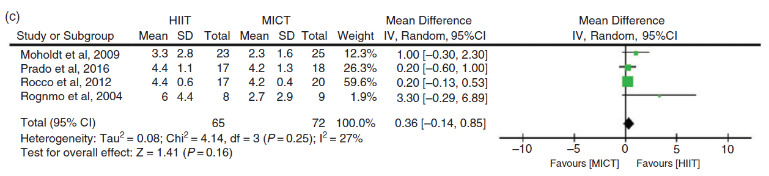 (c)
HIIT MICT Mean Difference Mean Difference
Study or Subgroup Mean SD Total Mean SD Total Weight IV, Random, 95%CI IV, Random, 95%CI
Moholdt et al, 2009 3.3 2.8 23 2.3 1.6 25 12.3% 1.00 [−0.30, 2.30]
Prado et al, 2016 4.4 1.1 17 4.2 1.3 18 26.3% 0.20 [−0.60, 1.00]
Rocco et al, 2012 4.4 0.6 17 4.2 0.4 20 59.6% 0.20 [−0.13, 0.53]
Rognmo et al, 2004 6 4.4 8 2.7 2.9 9 1.9% 3.30 [−0.29, 6.89]
Total (95% CI) 65 72 100.0% 0.36 [−0.14, 0.85]
Heterogeneity: Tau² = 0.08; Chi² = 4.14, df = 3 (P = 0.25); I² = 27%
Test for overall effect: Z = 1.41 (P = 0.16)
−10 −5 0 5 10
Favours [MICT] Favours [HIIT]